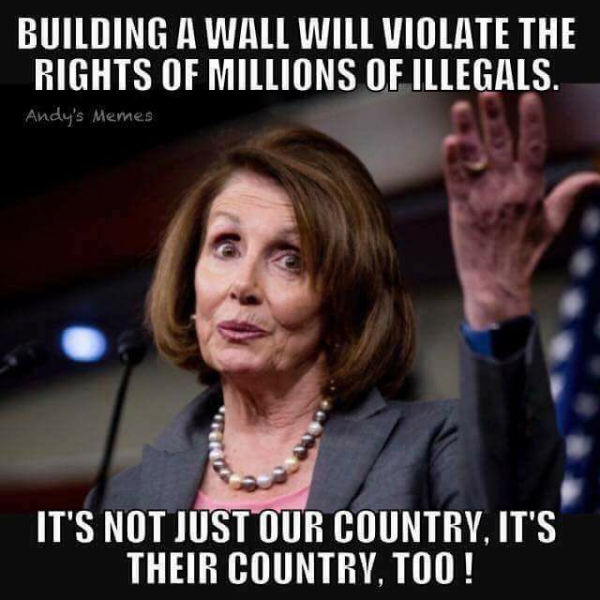 BUILDING A WALL WILL VIOLATE THE
RIGHTS OF MILLIONS OF ILLEGALS.
Andy's Memes
IT'S NOT JUST OUR COUNTRY, IT'S
THEIR COUNTRY, TOO !